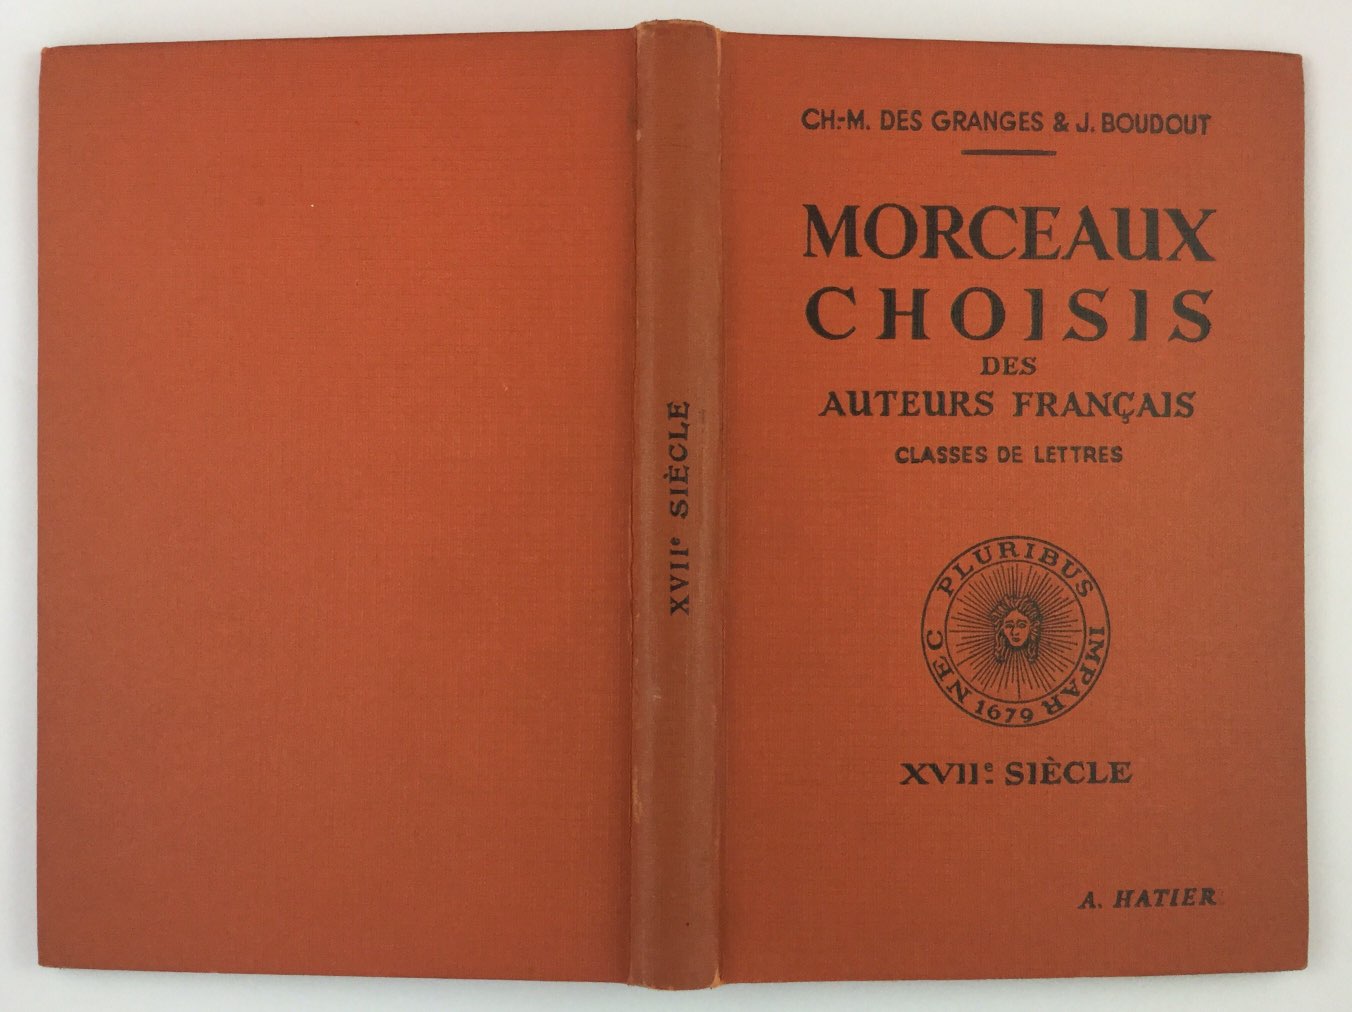 XVIIe SIÈCLE
CH.-M. DES GRANGES & J. BOUDOUT
MORCEAUX
CHOISIS
DES
AUTEURS FRANÇAIS
CLASSES DE LETTRES
NEC PLURIBUS IMPAR
1679
XVIIe SIÈCLE
A. HATIER